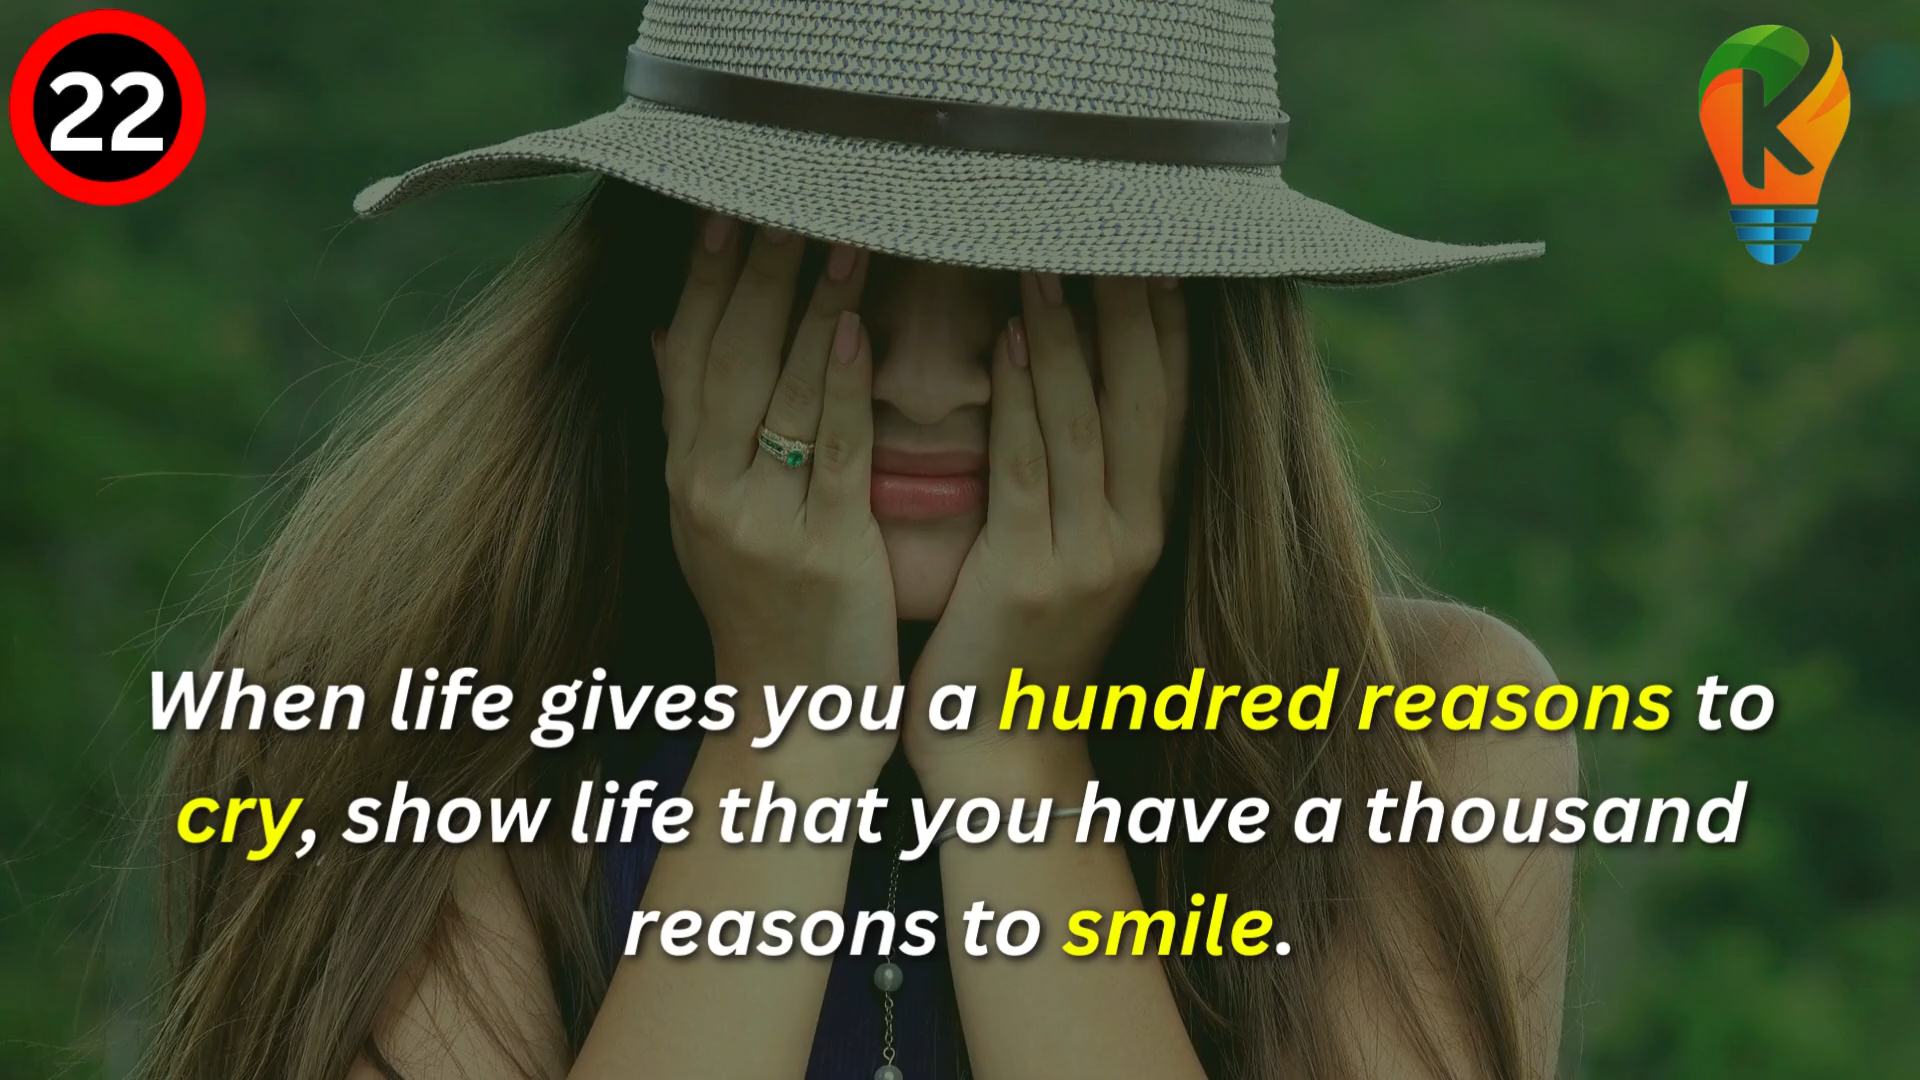 22
K
When life gives you a hundred reasons to
cry, show life that you have a thousand
reasons to smile.